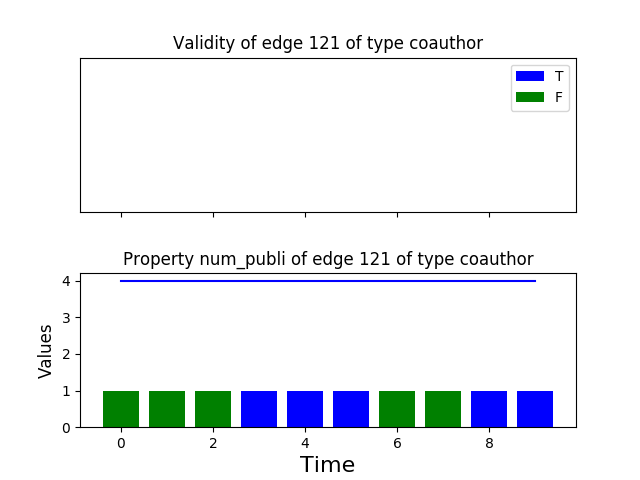 Validity of edge 121 of type coauthor
T
F
Property num_publi of edge 121 of type coauthor
4
3
2
1
0
Values
0 2 4 6 8
Time